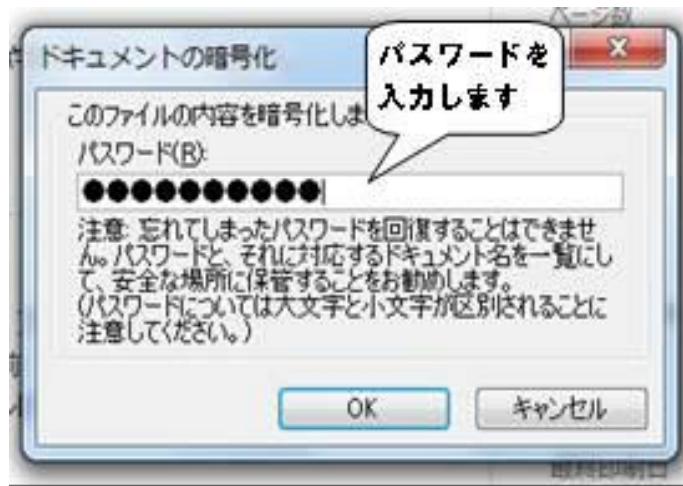 ページ数
ドキュメントの暗号化
パスワードを
入力します
このファイルの内容を暗号化しま
パスワード(R):
●●●●●●●●●●
注意: 忘れてしまったパスワードを回復することはできませ
ん。パスワードと、それに対応するドキュメント名を一覧にし
て、安全な場所に保管することをお勧めします。
(パスワードについては大文字と小文字が区別されることに
注意してください。)
OK
キャンセル
最終印刷日